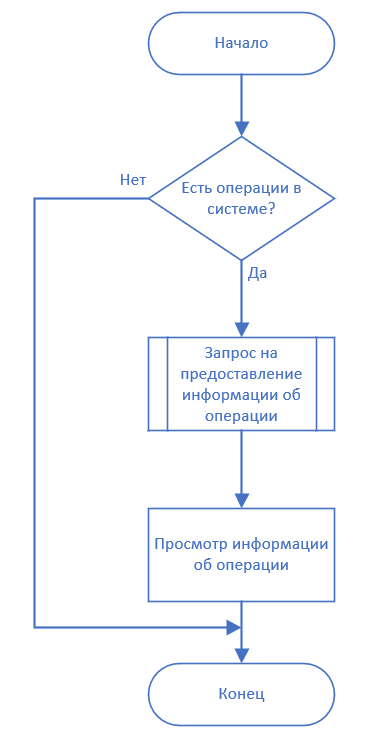 Начало
Нет
Есть операции в
системе?
Да
Запрос на
предоставление
информации об
операции
Просмотр информации
об операции
Конец